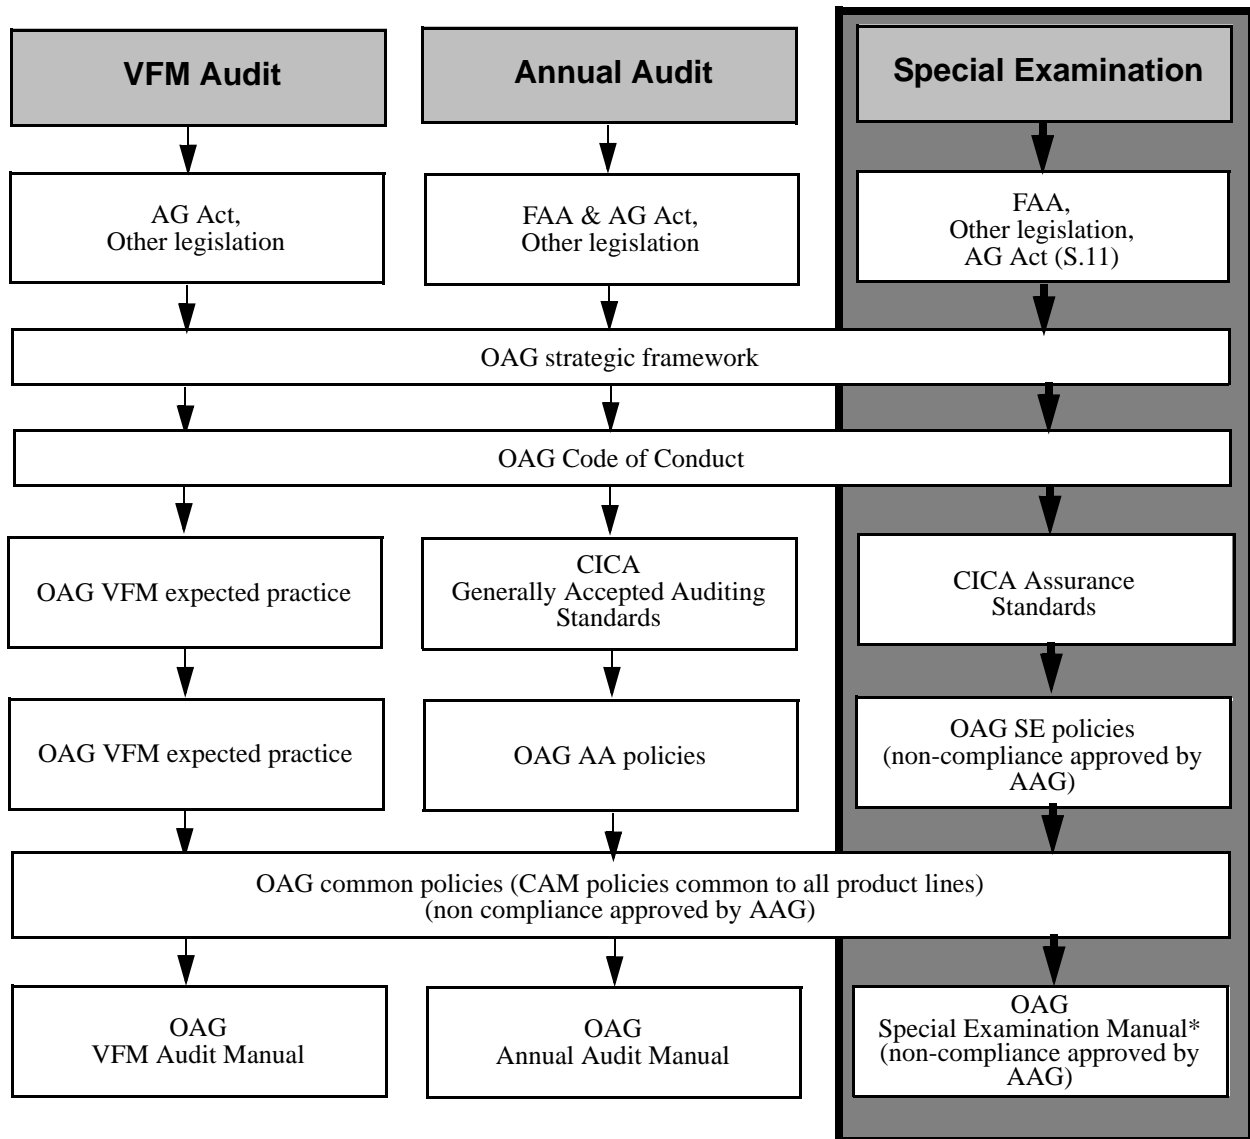 VFM Audit
Annual Audit
Special Examination
AG Act,
Other legislation
FAA & AG Act,
Other legislation
FAA,
Other legislation,
AG Act (S.11)
OAG strategic framework
OAG Code of Conduct
OAG VFM expected practice
CICA
Generally Accepted Auditing
Standards
CICA Assurance
Standards
OAG VFM expected practice
OAG AA policies
OAG SE policies
(non-compliance approved by
AAG)
OAG common policies (CAM policies common to all product lines)
(non compliance approved by AAG)
OAG
VFM Audit Manual
OAG
Annual Audit Manual
OAG
Special Examination Manual*
(non-compliance approved by
AAG)